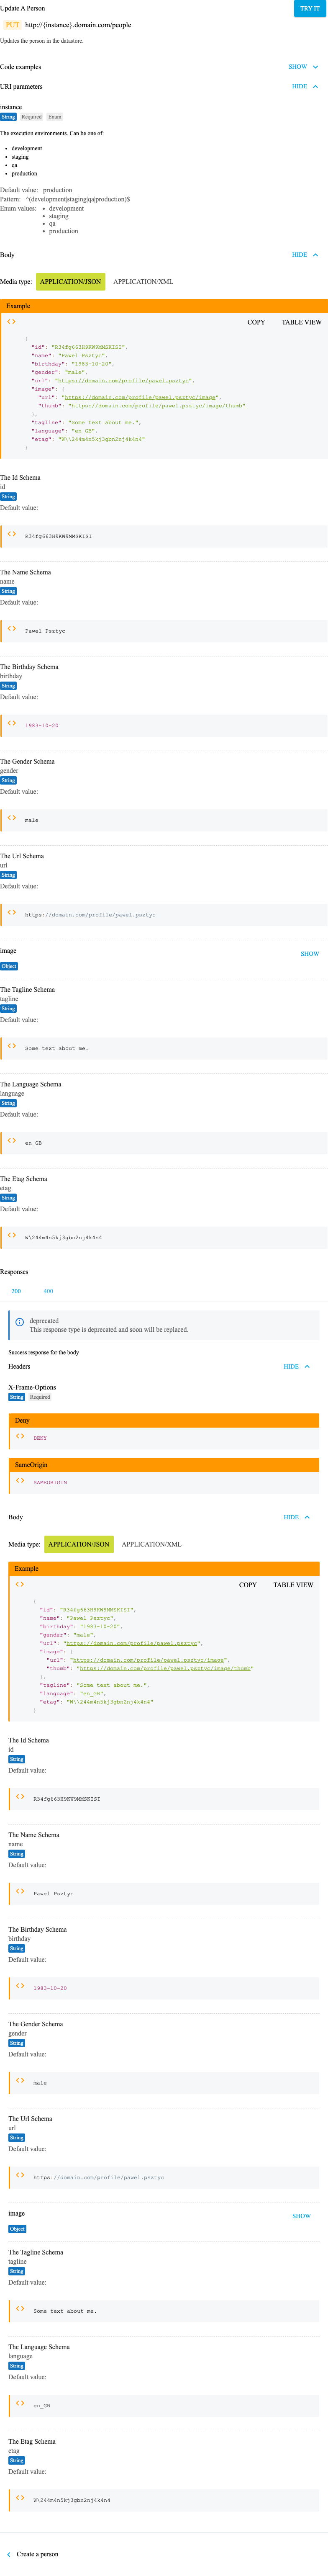 Update A Person
TRY IT
PUT http://{instance}.domain.com/people
Updates the person in the datastore.
Code examples SHOW
URI parameters HIDE
instance
String Required Enum
The execution environments. Can be one of:
development
staging
qa
production
Default value: production
Pattern: ^(development|staging|qa|production)$
Enum values:
development
staging
qa
production
Body HIDE
Media type: APPLICATION/JSON APPLICATION/XML
Example
COPY TABLE VIEW
{
"id": "R34fg663H9KW9MMSRISI",
"name": "Pawel Psztyc",
"birthday": "1983-10-20",
"gender": "male",
"url": "https://domain.com/profile/pawel.psztyc",
"image": {
"url": "https://domain.com/profile/pawel.psztyc/image",
"thumb": "https://domain.com/profile/pawel.psztyc/image/thumb"
},
"tagline": "Some text about me.",
"language": "en_GB",
"etag": "W\\244m4n5kj3gbn2nj4k4n4"
}
The Id Schema
id
String
Default value:
R34fg663H9KW9MMSRISI
The Name Schema
name
String
Default value:
Pawel Psztyc
The Birthday Schema
birthday
String
Default value:
1983-10-20
The Gender Schema
gender
String
Default value:
male
The Url Schema
url
String
Default value:
https://domain.com/profile/pawel.psztyc
image SHOW
Object
The Tagline Schema
tagline
String
Default value:
Some text about me.
The Language Schema
language
String
Default value:
en_GB
The Etag Schema
etag
String
Default value:
W\244m4n5kj3gbn2nj4k4n4
Responses
200 400
deprecated
This response type is deprecated and soon will be replaced.
Success response for the body
Headers HIDE
X-Frame-Options
String Required
Deny
DENY
SameOrigin
SAMEORIGIN
Body HIDE
Media type: APPLICATION/JSON APPLICATION/XML
Example
COPY TABLE VIEW
{
"id": "R34fg663H9KW9MMSRISI",
"name": "Pawel Psztyc",
"birthday": "1983-10-20",
"gender": "male",
"url": "https://domain.com/profile/pawel.psztyc",
"image": {
"url": "https://domain.com/profile/pawel.psztyc/image",
"thumb": "https://domain.com/profile/pawel.psztyc/image/thumb"
},
"tagline": "Some text about me.",
"language": "en_GB",
"etag": "W\\244m4n5kj3gbn2nj4k4n4"
}
The Id Schema
id
String
Default value:
R34fg663H9KW9MMSRISI
The Name Schema
name
String
Default value:
Pawel Psztyc
The Birthday Schema
birthday
String
Default value:
1983-10-20
The Gender Schema
gender
String
Default value:
male
The Url Schema
url
String
Default value:
https://domain.com/profile/pawel.psztyc
image SHOW
Object
The Tagline Schema
tagline
String
Default value:
Some text about me.
The Language Schema
language
String
Default value:
en_GB
The Etag Schema
etag
String
Default value:
W\244m4n5kj3gbn2nj4k4n4
Create a person